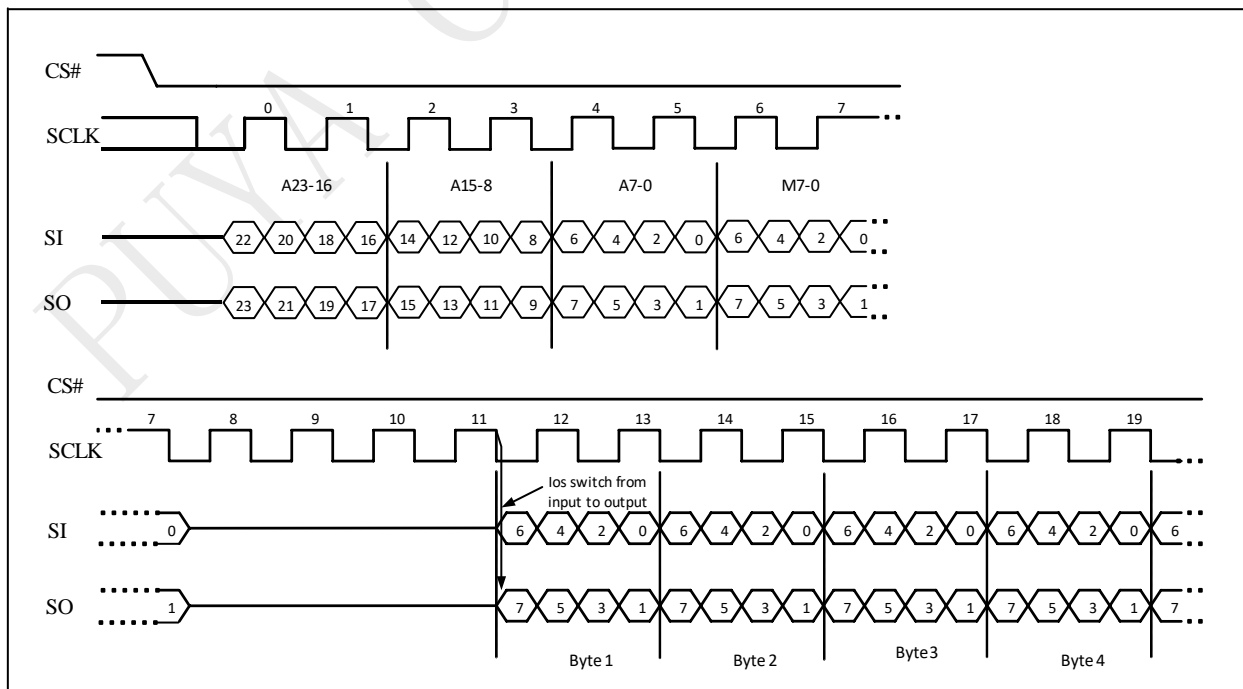 PUYA
CS#
0 1 2 3 4 5 6 7
SCLK
A23-16 A15-8 A7-0 M7-0
SI 22 20 18 16 14 12 10 8 6 4 2 0 6 4 2 0
SO 23 21 19 17 15 13 11 9 7 5 3 1 7 5 3 1
CS#
7 8 9 10 11 12 13 14 15 16 17 18 19
SCLK
Ios switch from
input to output
SI 0 6 4 2 0 6 4 2 0 6 4 2 0 6 4 2 0 6
SO 1 7 5 3 1 7 5 3 1 7 5 3 1 7 5 3 1 7
Byte 1 Byte 2 Byte 3 Byte 4